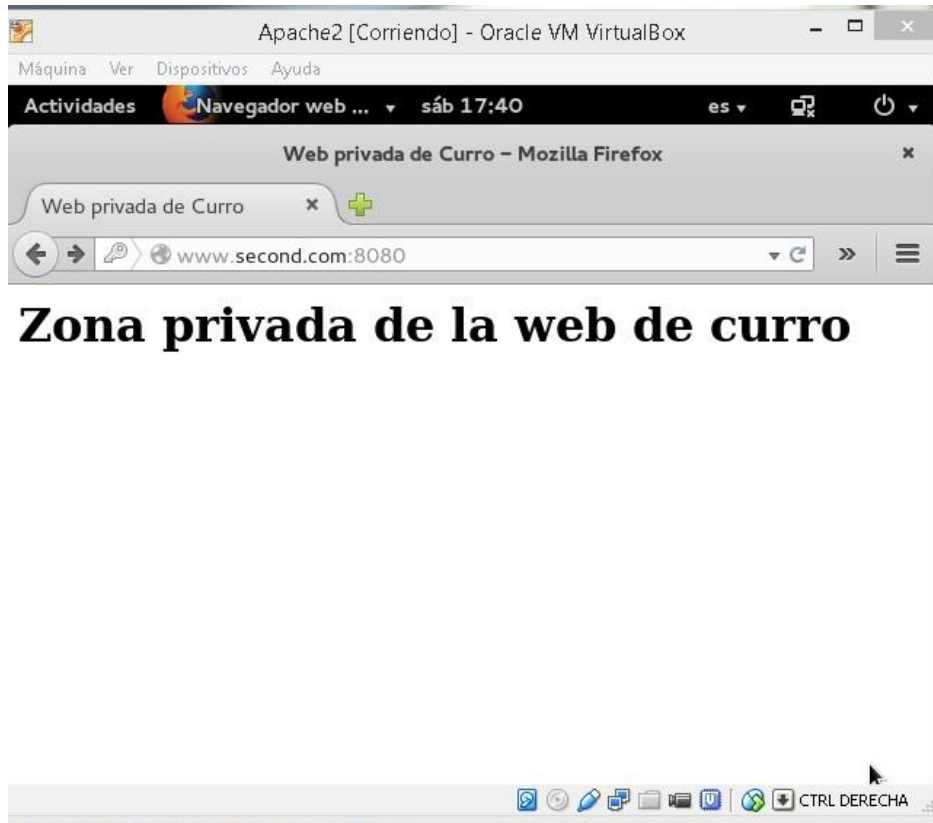 Apache2 [Corriendo] - Oracle VM VirtualBox
Máquina Ver Dispositivos Ayuda
Actividades Navegador web ... sáb 17:40 es
Web privada de Curro - Mozilla Firefox
Web privada de Curro
www.second.com:8080
Zona privada de la web de curro
CTRL DERECHA